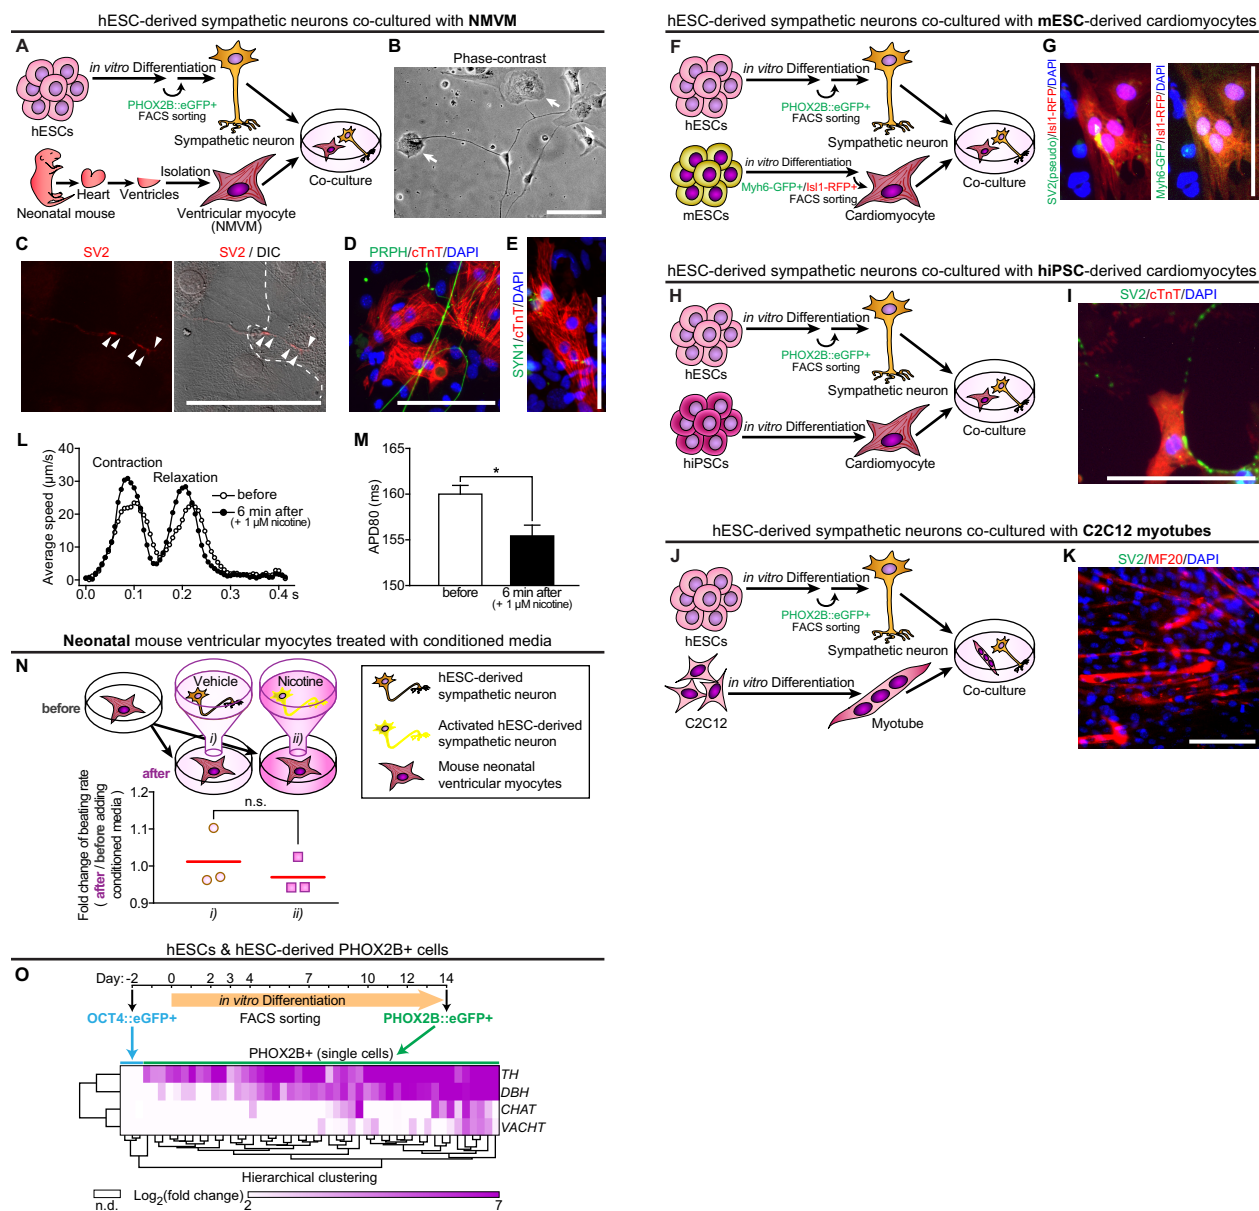 hESC-derived sympathetic neurons co-cultured with NMVM
A
hESCs
in vitro Differentiation
PHOX2B::eGFP+
FACS sorting
Sympathetic neuron
Neonatal mouse
Heart
Ventricles
Isolation
Ventricular myocyte
(NMVM)
Co-culture
B
Phase-contrast
C
SV2
SV2 / DIC
D
PRPH/cTnT/DAPI
E
SYN1/cTnT/DAPI
L
Average speed (µm/s)
40
30
20
10
0
Contraction
Relaxation
before
6 min after
(+ 1 µM nicotine)
0.0
0.1
0.2
0.3
0.4 s
M
APD80 (ms)
165
160
155
150
*
before
6 min after
(+ 1 µM nicotine)
Neonatal mouse ventricular myocytes treated with conditioned media
N
before
Vehicle
Nicotine
i)
ii)
after
hESC-derived
sympathetic neuron
Activated hESC-derived
sympathetic neuron
Mouse neonatal
ventricular myocytes
Fold change of beating rate
( after / before adding
conditioned media )
1.2
1.1
1.0
0.9
n.s.
i)
ii)
hESCs & hESC-derived PHOX2B+ cells
O
Day: -2 0 2 3 4 7 10 12 14
in vitro Differentiation
OCT4::eGFP+
FACS sorting
PHOX2B::eGFP+
PHOX2B+ (single cells)
TH
DBH
CHAT
VACHT
Hierarchical clustering
n.d.
Log2(fold change)
2
7
hESC-derived sympathetic neurons co-cultured with mESC-derived cardiomyocytes
F
hESCs
in vitro Differentiation
PHOX2B::eGFP+
FACS sorting
Sympathetic neuron
mESCs
in vitro Differentiation
Myh6-GFP+/Isl1-RFP+
FACS sorting
Cardiomyocyte
Co-culture
G
SV2(pseudo)/Isl1-RFP/DAPI
Myh6-GFP/Isl1-RFP/DAPI
hESC-derived sympathetic neurons co-cultured with hiPSC-derived cardiomyocytes
H
hESCs
in vitro Differentiation
PHOX2B::eGFP+
FACS sorting
Sympathetic neuron
hiPSCs
in vitro Differentiation
Cardiomyocyte
Co-culture
I
SV2/cTnT/DAPI
hESC-derived sympathetic neurons co-cultured with C2C12 myotubes
J
hESCs
in vitro Differentiation
PHOX2B::eGFP+
FACS sorting
Sympathetic neuron
C2C12
in vitro Differentiation
Myotube
Co-culture
K
SV2/MF20/DAPI